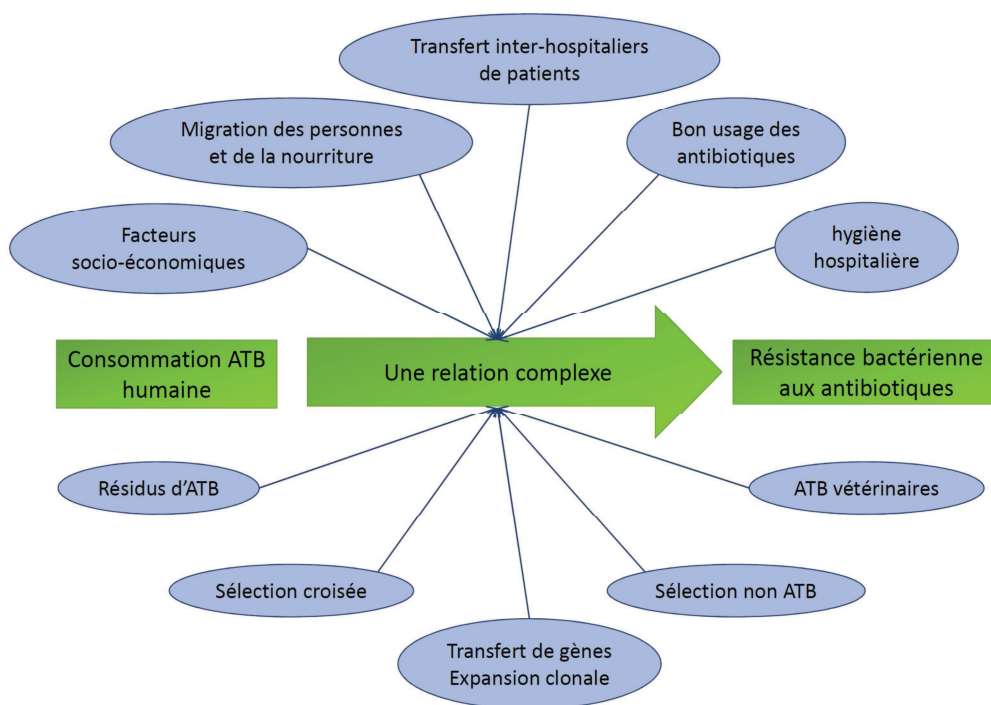 Transfert inter-hospitaliers
de patients
Migration des personnes
et de la nourriture
Bon usage des
antibiotiques
Facteurs
socio-économiques
hygiène
hospitalière
Consommation ATB
humaine
Une relation complexe
Résistance bactérienne
aux antibiotiques
Résidus d'ATB
ATB vétérinaires
Sélection croisée
Sélection non ATB
Transfert de gènes
Expansion clonale